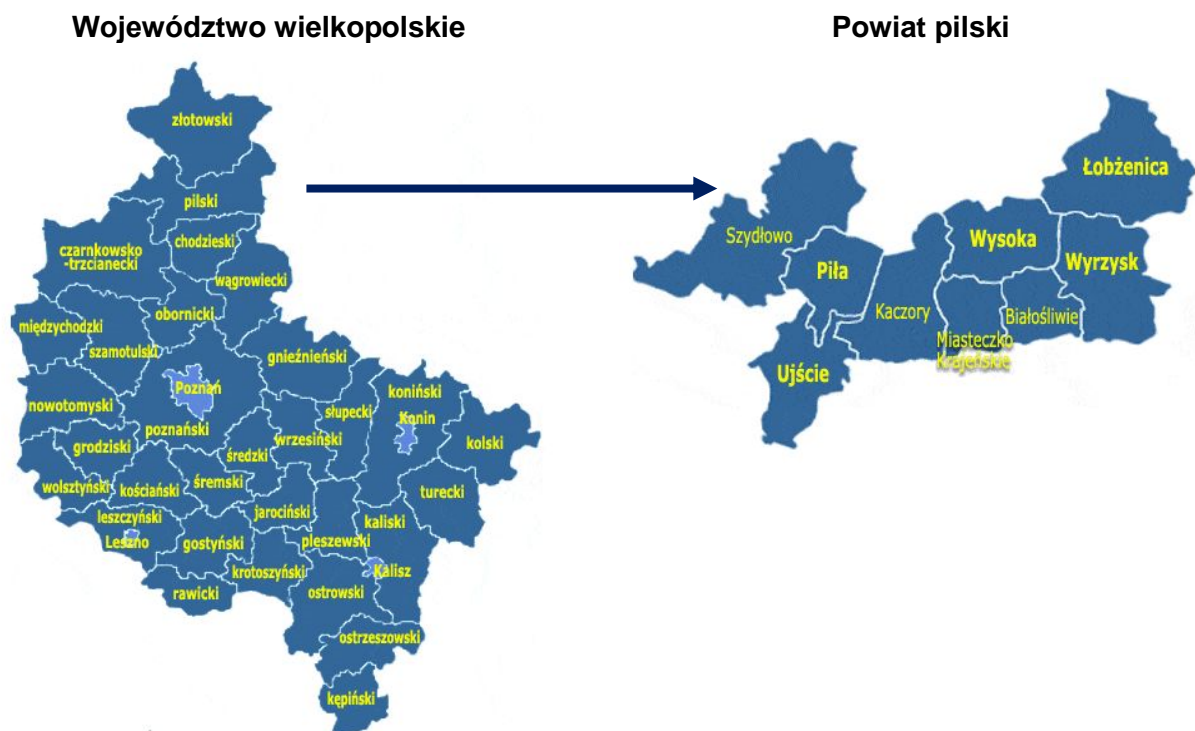 Województwo wielkopolskie
Powiat pilski
złotowski
pilski
chodzieski
czarnkowsko
-trzcianecki
wągrowiecki
obornicki
międzychodzki
szamotulski
gnieźnieński
Poznań
koniński
nowotomyski
słupecki
Konin
poznański
wrzesiński
kolski
grodziski
średzki
wolsztyński
kościański
śremski
turecki
jarociński
leszczyński
kaliski
Leszno
gostyński
pleszewski
krotoszyński
Kalisz
rawicki
ostrowski
ostrzeszowski
kępiński
Łobżenica
Szydłowo
Wysoka
Piła
Wyrzysk
Kaczory
Białośliwie
Miasteczko
Krajeńskie
Ujście